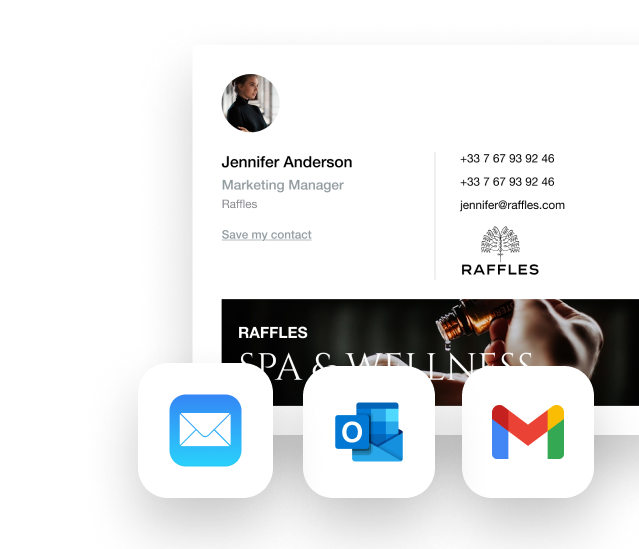 Jennifer Anderson
Marketing Manager
Raffles
Save my contact
+33 7 67 93 92 46
+33 7 67 93 92 46
jennifer@raffles.com
RAFFLES
RAFFLES
SPA & WELLNESS
O